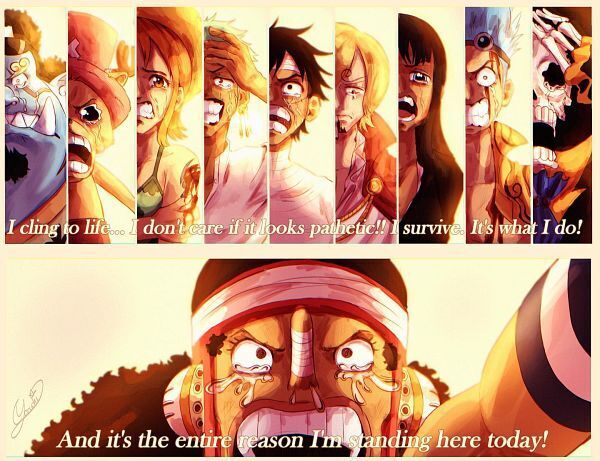 I cling to life... I don't care if it looks pathetic!! I survive. It's what I do!
And it's the entire reason I'm standing here today!